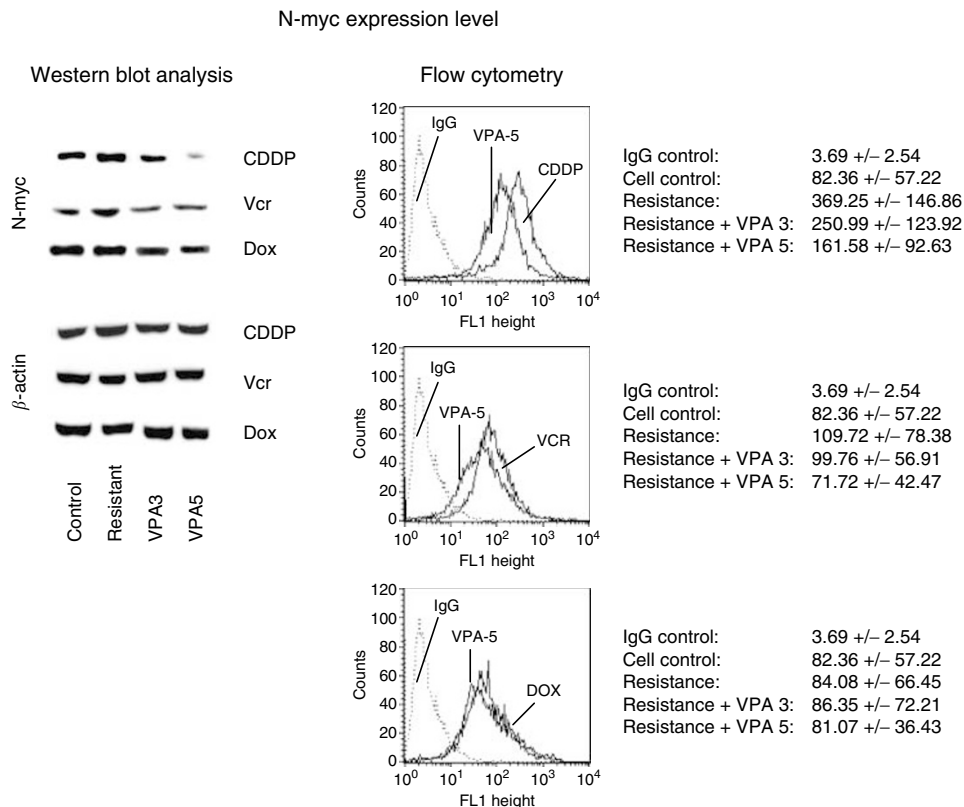 N-myc expression level
Western blot analysis
N-myc
CDDP
Vcr
Dox
β-actin
CDDP
Vcr
Dox
Control
Resistant
VPA3
VPA5
Flow cytometry
120
100
80
60
40
20
0
Counts
IgG
VPA-5
CDDP
10⁰ 10¹ 10² 10³ 10⁴
FL1 height
IgG control: 3.69 +/− 2.54
Cell control: 82.36 +/− 57.22
Resistance: 369.25 +/− 146.86
Resistance + VPA 3: 250.99 +/− 123.92
Resistance + VPA 5: 161.58 +/− 92.63
120
100
80
60
40
20
0
Counts
IgG
VPA-5
VCR
10⁰ 10¹ 10² 10³ 10⁴
FL1 height
IgG control: 3.69 +/− 2.54
Cell control: 82.36 +/− 57.22
Resistance: 109.72 +/− 78.38
Resistance + VPA 3: 99.76 +/− 56.91
Resistance + VPA 5: 71.72 +/− 42.47
120
100
80
60
40
20
0
Counts
IgG
VPA-5
DOX
10⁰ 10¹ 10² 10³ 10⁴
FL1 height
IgG control: 3.69 +/− 2.54
Cell control: 82.36 +/− 57.22
Resistance: 84.08 +/− 66.45
Resistance + VPA 3: 86.35 +/− 72.21
Resistance + VPA 5: 81.07 +/− 36.43